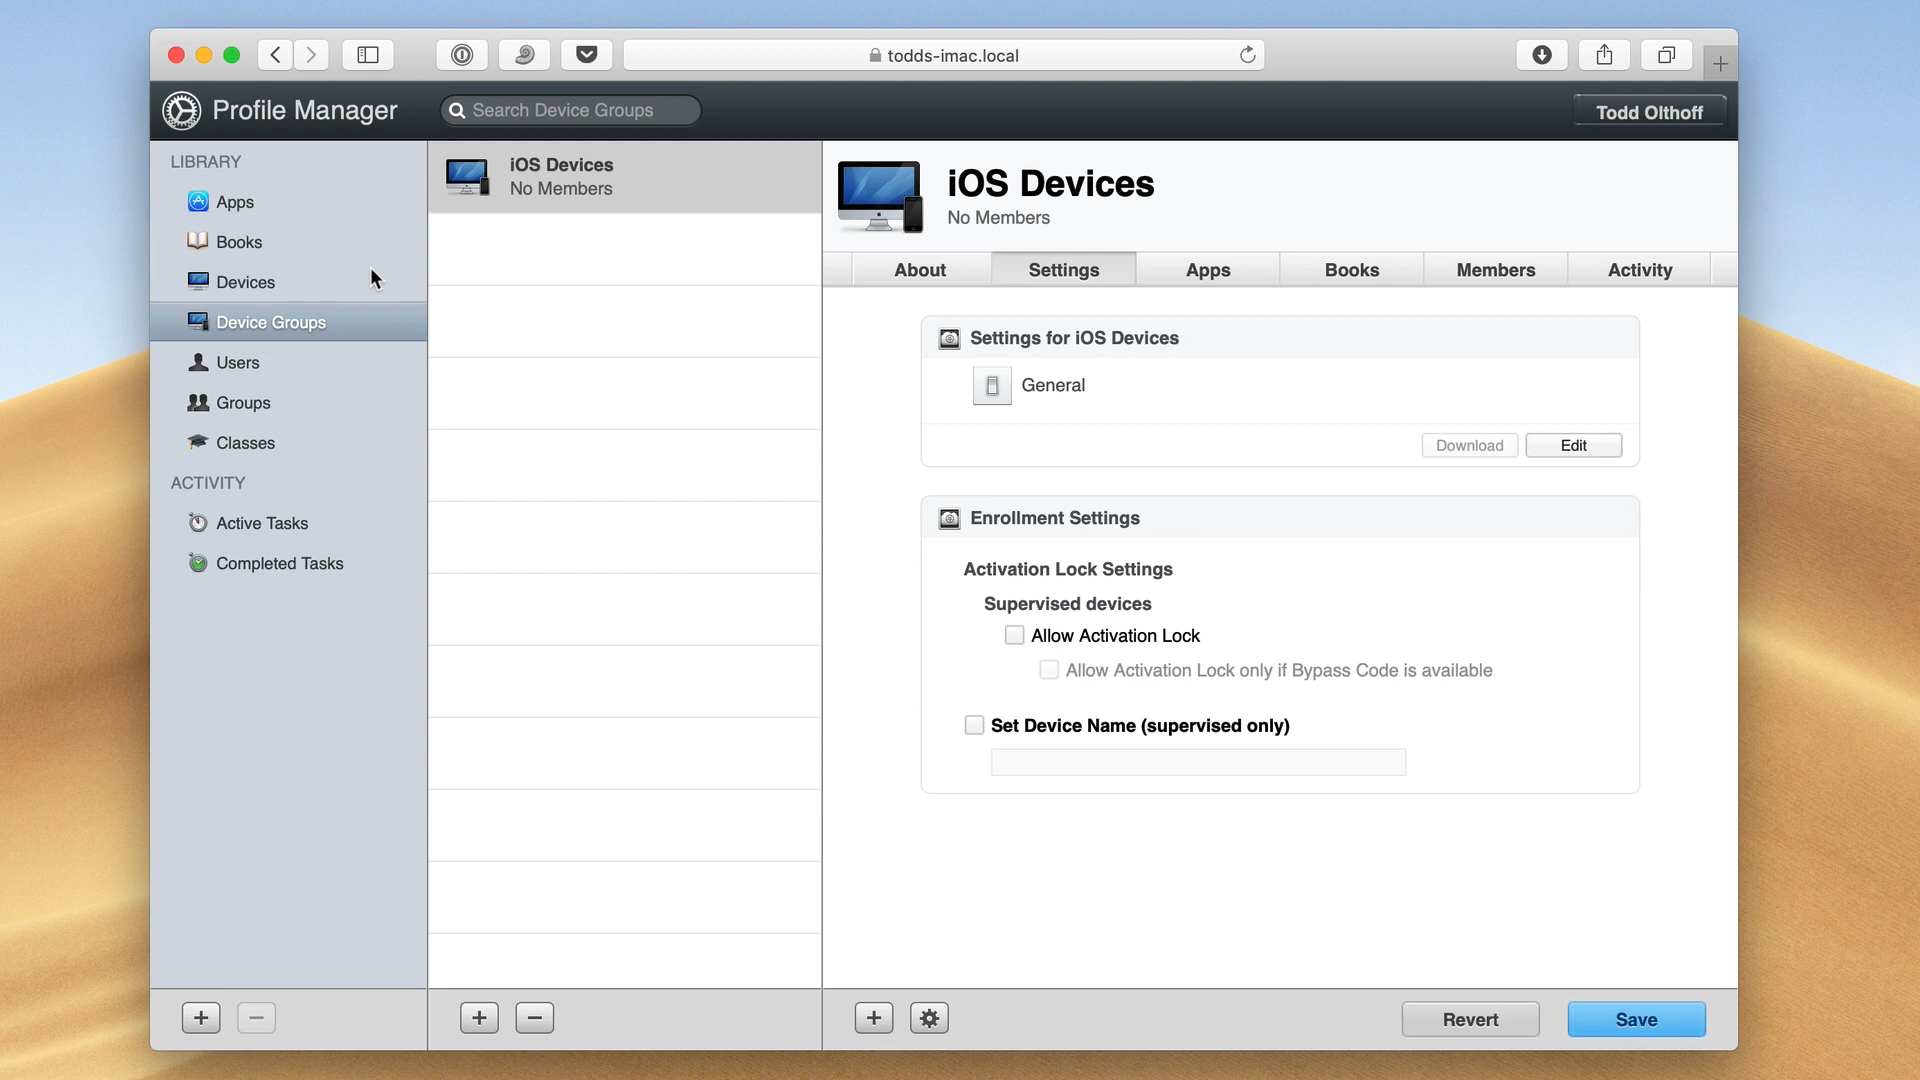 todds-imac.local
Profile Manager
Search Device Groups
Todd Olthoff
LIBRARY
Apps
Books
Devices
Device Groups
Users
Groups
Classes
ACTIVITY
Active Tasks
Completed Tasks
iOS Devices
No Members
iOS Devices
No Members
About
Settings
Apps
Books
Members
Activity
Settings for iOS Devices
General
Download
Edit
Enrollment Settings
Activation Lock Settings
Supervised devices
Allow Activation Lock
Allow Activation Lock only if Bypass Code is available
Set Device Name (supervised only)
Revert
Save